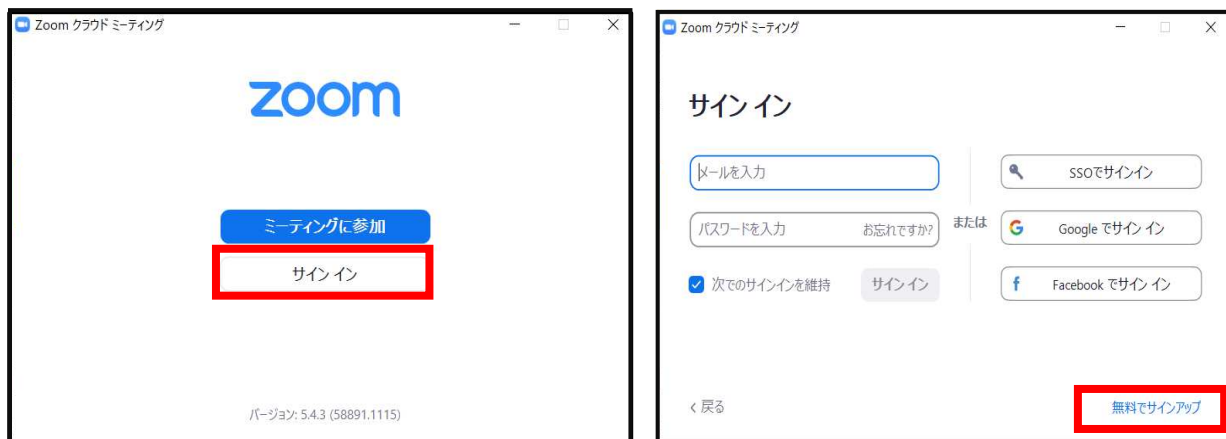 Zoom クラウド ミーティング
zoom
ミーティングに参加
サイン イン
バージョン: 5.4.3 (58891.1115)
Zoom クラウド ミーティング
サイン イン
メールを入力
パスワードを入力 お忘れですか?
次でのサインインを維持 サイン イン
または
SSOでサインイン
Google でサイン イン
Facebook でサイン イン
< 戻る
無料でサインアップ